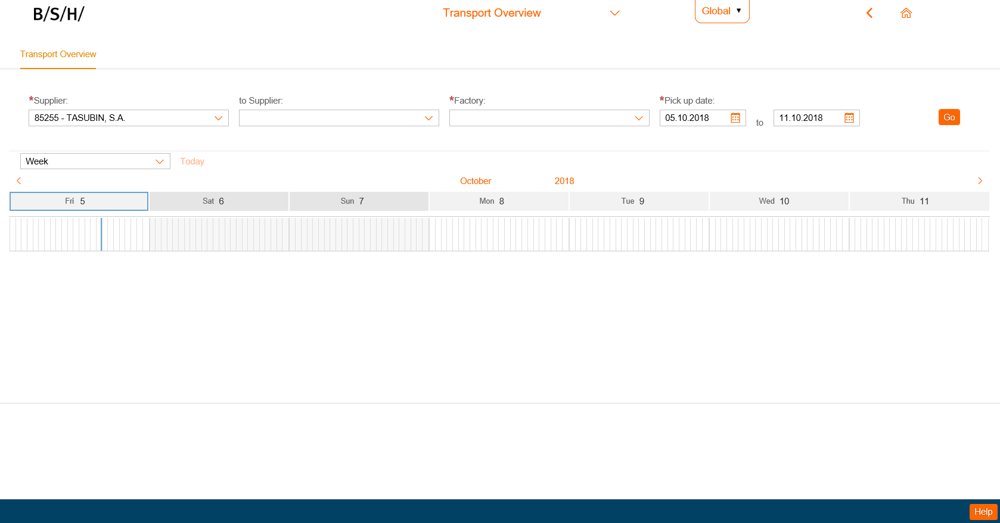 B/S/H/
Transport Overview
Global ▼
Transport Overview
*Supplier:
to Supplier:
*Factory:
*Pick up date:
85255 - TASUBIN, S.A.
05.10.2018
to
11.10.2018
Go
Week
Today
October
2018
Fri 5
Sat 6
Sun 7
Mon 8
Tue 9
Wed 10
Thu 11
Help